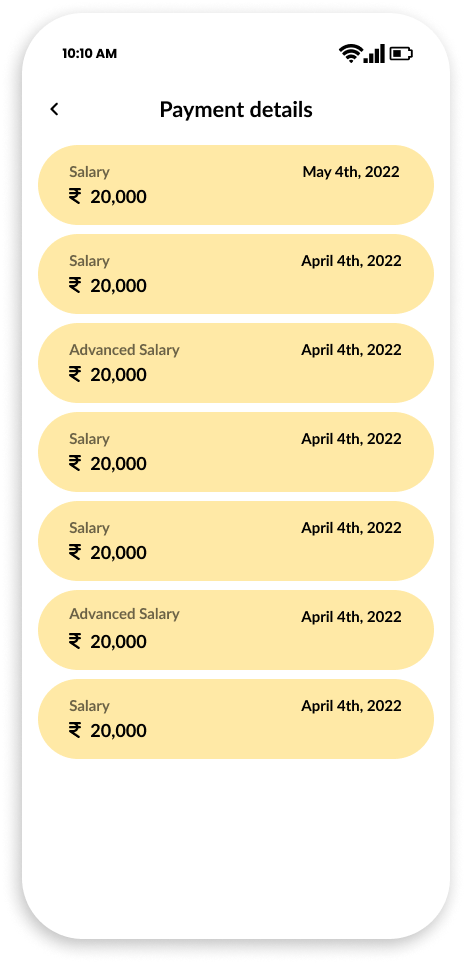 10:10 AM
Payment details
Salary May 4th, 2022
₹ 20,000
Salary April 4th, 2022
₹ 20,000
Advanced Salary April 4th, 2022
₹ 20,000
Salary April 4th, 2022
₹ 20,000
Salary April 4th, 2022
₹ 20,000
Advanced Salary April 4th, 2022
₹ 20,000
Salary April 4th, 2022
₹ 20,000